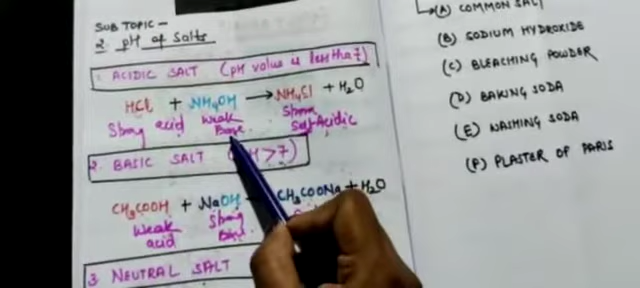 SUB TOPIC -
2. pH of Salts
1. ACIDIC SALT (pH value is less tha 7)
HCl + NH4OH → NH4Cl + H2O
Strong acid Weak Base Strong Salt Acidic
2. BASIC SALT (pH > 7)
CH3COOH + NaOH CH3COONa + H2O
Weak acid Strong Base
3 NEUTRAL SALT
(A) COMMON SALT
(B) SODIUM HYDROXIDE
(C) BLEACHING POWDER
(D) BAKING SODA
(E) WASHING SODA
(F) PLASTER OF PARIS